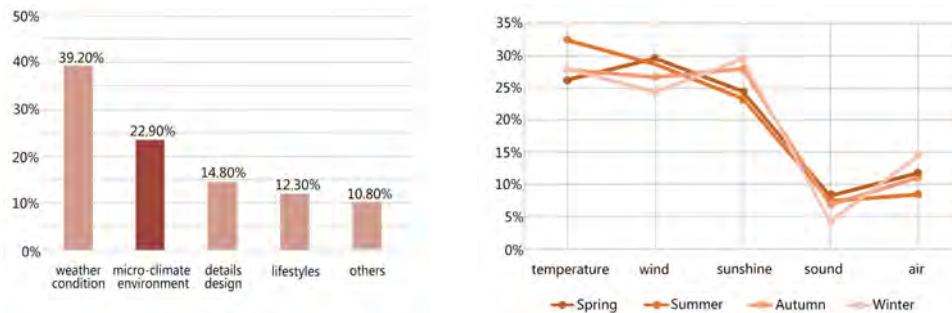 50%
40%
30%
20%
10%
0%
39.20%
22.90%
14.80%
12.30%
10.80%
weather
condition
micro-climate
environment
details
design
lifestyles
others
35%
30%
25%
20%
15%
10%
5%
0%
temperature
wind
sunshine
sound
air
Spring
Summer
Autumn
Winter